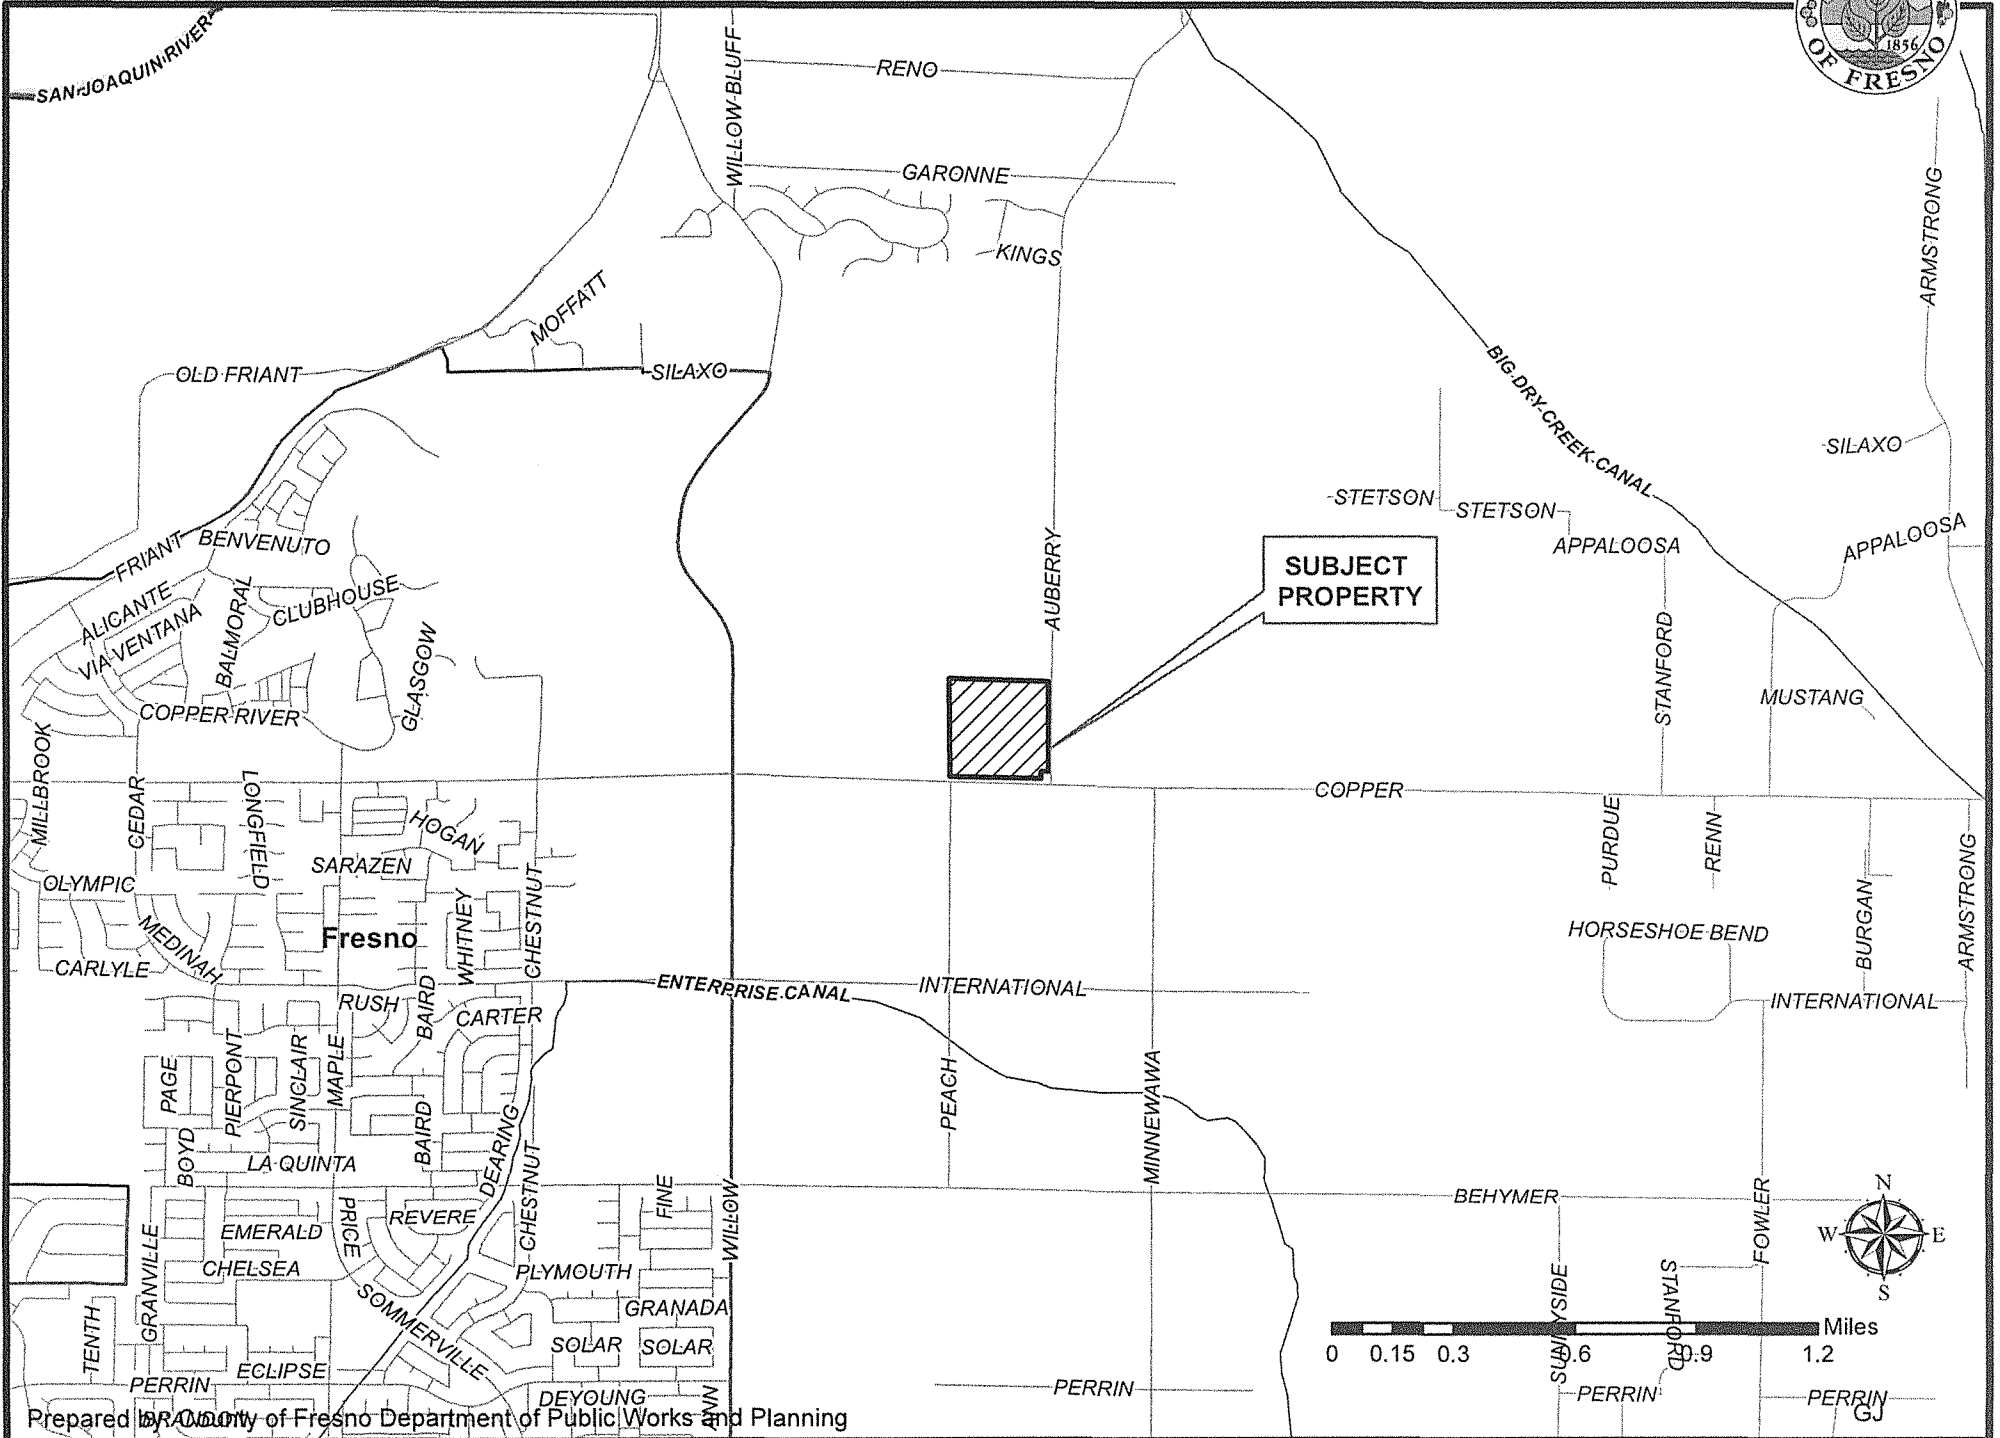 SAN JOAQUIN RIVER
WILLOW BLUFF
RENO
1856
OF FRESNO
GARONNE
KINGS
ARMSTRONG
MOFFATT
OLD FRIANT
SILAXO
BIG DRY CREEK CANAL
SILAXO
STETSON
STETSON
APPALOOSA
APPALOOSA
FRIANT
BENVENUTO
AUBERRY
SUBJECT
PROPERTY
ALICANTE
VIA VENTANA
BALMORAL
CLUBHOUSE
GLASGOW
STANFORD
MUSTANG
COPPER RIVER
MILLBROOK
CEDAR
LONGFIELD
HOGAN
COPPER
PURDUE
RENN
SARAZEN
OLYMPIC
CHESTNUT
WHITNEY
BURGAN
ARMSTRONG
MEDINAH
Fresno
HORSESHOE BEND
CARLYLE
ENTERPRISE CANAL
INTERNATIONAL
INTERNATIONAL
RUSH
BAIRD
CARTER
PAGE
PIERPONT
SINCLAIR
MAPLE
PEACH
MINNEWAWA
BOYD
LA QUINTA
BAIRD
DEARING
CHESTNUT
FINE
WILLOW
BEHYMER
FOWLER
N
W
E
S
GRANVILLE
EMERALD
PRICE
REVERE
CHELSEA
PLYMOUTH
SOMMERVILLE
GRANADA
SUNNYSIDE
STANFORD
TENTH
SOLAR
SOLAR
Miles
0 0.15 0.3 0.6 0.9 1.2
ECLIPSE
PERRIN
DEYOUNG
PERRIN
PERRIN
PERRIN
BRANDON
ANN
Prepared by County of Fresno Department of Public Works and Planning
GJ